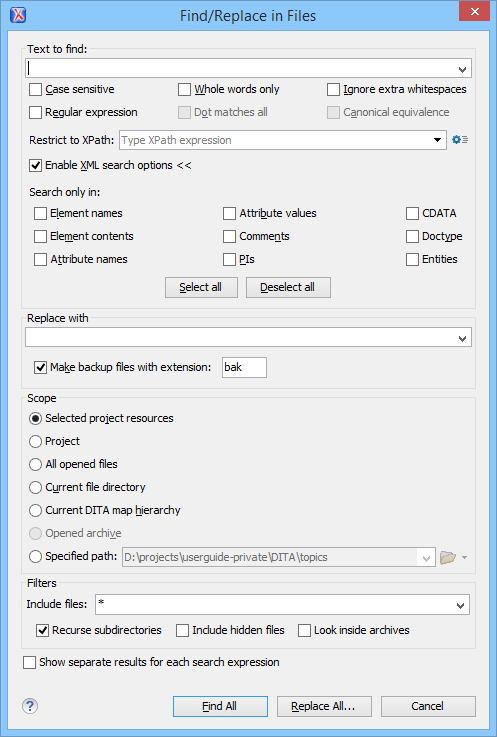 Find/Replace in Files
Text to find:
Case sensitive Whole words only Ignore extra whitespaces
Regular expression Dot matches all Canonical equivalence
Restrict to XPath: Type XPath expression
Enable XML search options <<
Search only in:
Element names Attribute values CDATA
Element contents Comments Doctype
Attribute names PIs Entities
Select all Deselect all
Replace with
Make backup files with extension: bak
Scope
Selected project resources
Project
All opened files
Current file directory
Current DITA map hierarchy
Opened archive
Specified path: D:\projects\userguide-private\DITA\topics
Filters
Include files: *
Recurse subdirectories Include hidden files Look inside archives
Show separate results for each search expression
? Find All Replace All... Cancel